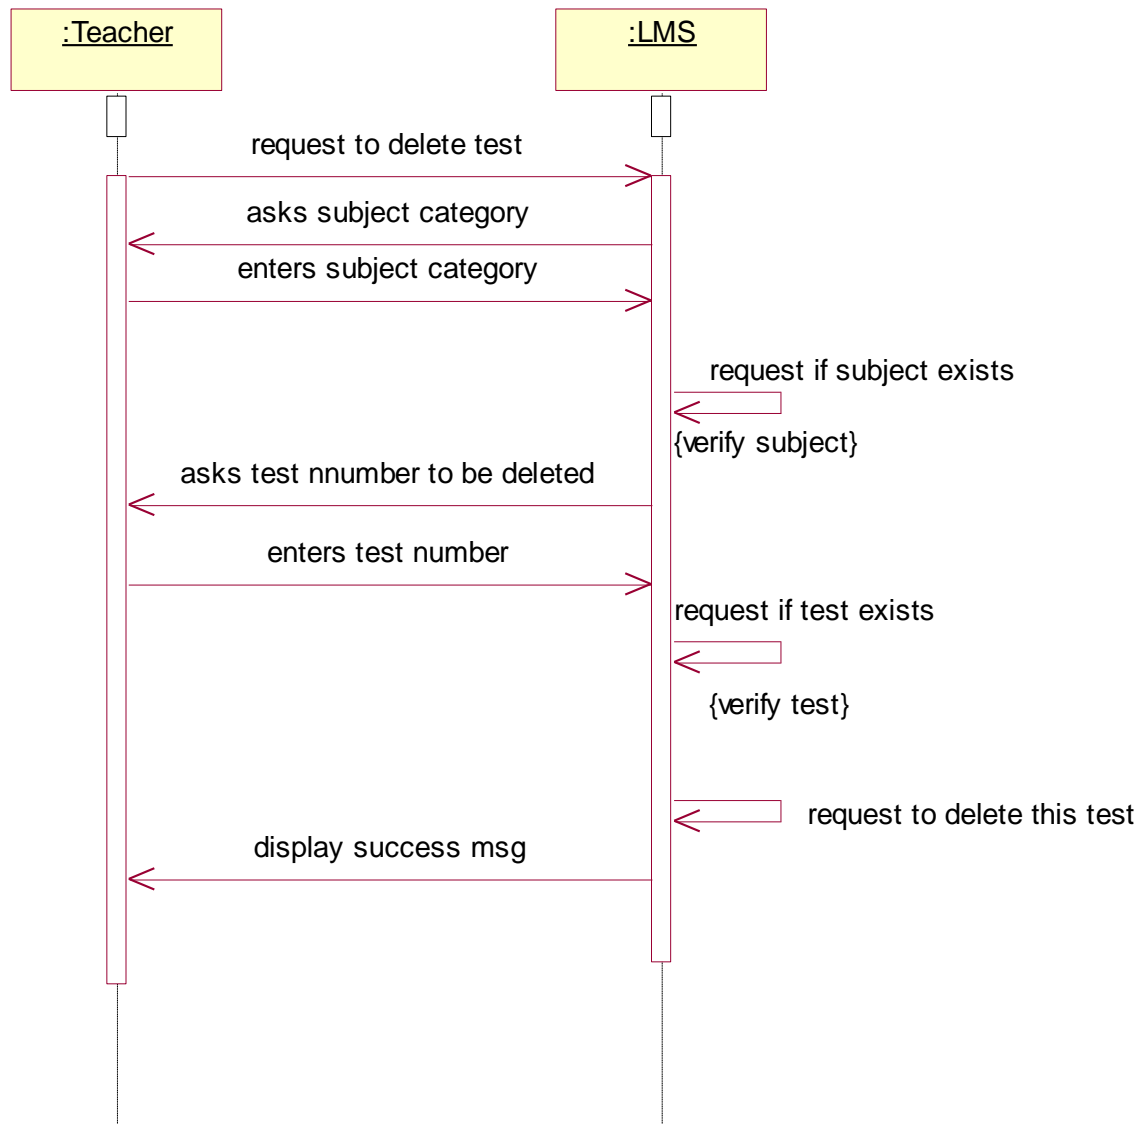 :Teacher
:LMS
request to delete test
asks subject category
enters subject category
request if subject exists
{verify subject}
asks test nnumber to be deleted
enters test number
request if test exists
{verify test}
request to delete this test
display success msg